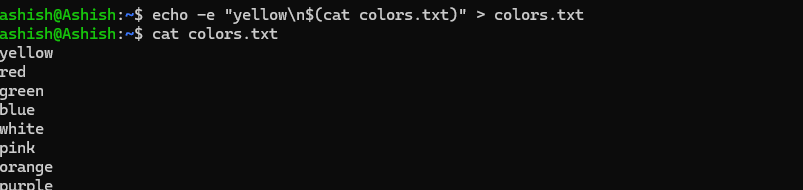 ashish@Ashish:~$ echo -e "yellow\n$(cat colors.txt)" > colors.txt
ashish@Ashish:~$ cat colors.txt
yellow
red
green
blue
white
pink
orange
purple